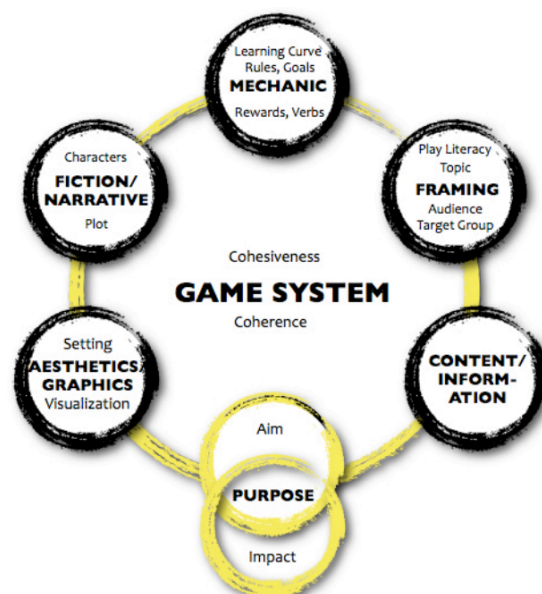 Learning Curve
Rules, Goals
MECHANIC
Rewards, Verbs
Characters
FICTION/
NARRATIVE
Plot
Play Literacy
Topic
FRAMING
Audience
Target Group
Cohesiveness
GAME SYSTEM
Coherence
Setting
AESTHETICS/
GRAPHICS
Visualization
CONTENT/
INFORM-
ATION
Aim
PURPOSE
Impact